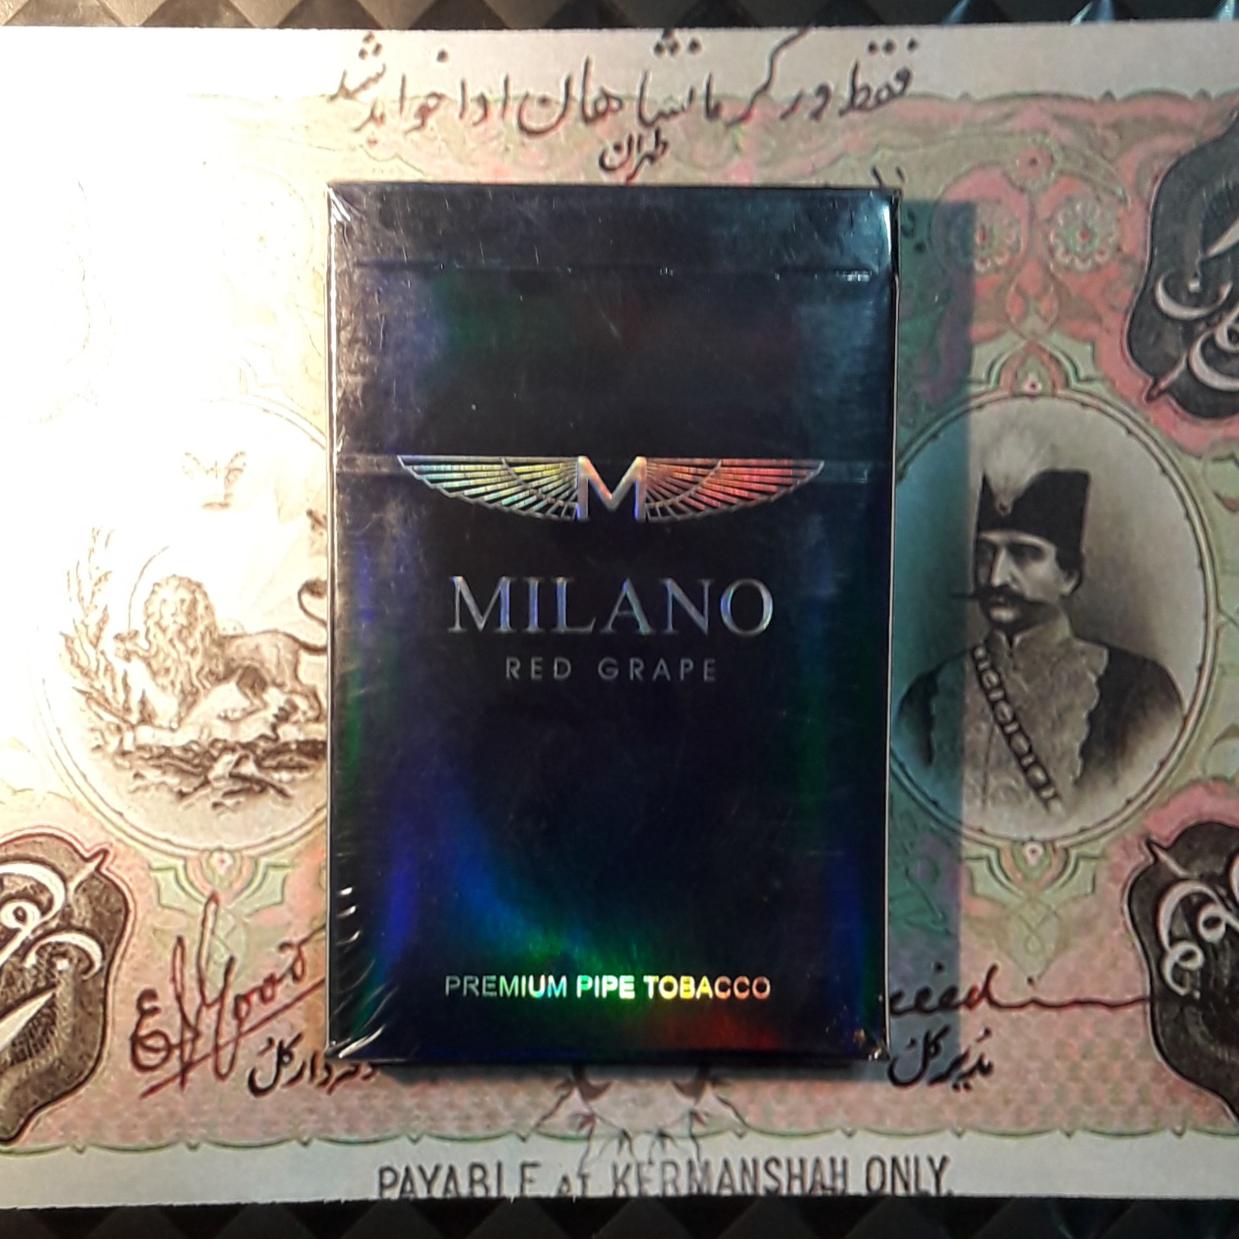 فقط در کرمانشاهان ادا خواهد شد
طهران
M
MILANO
RED GRAPE
PREMIUM PIPE TOBACCO
مدیر کل
PAYABLE at KERMANSHAH ONLY.